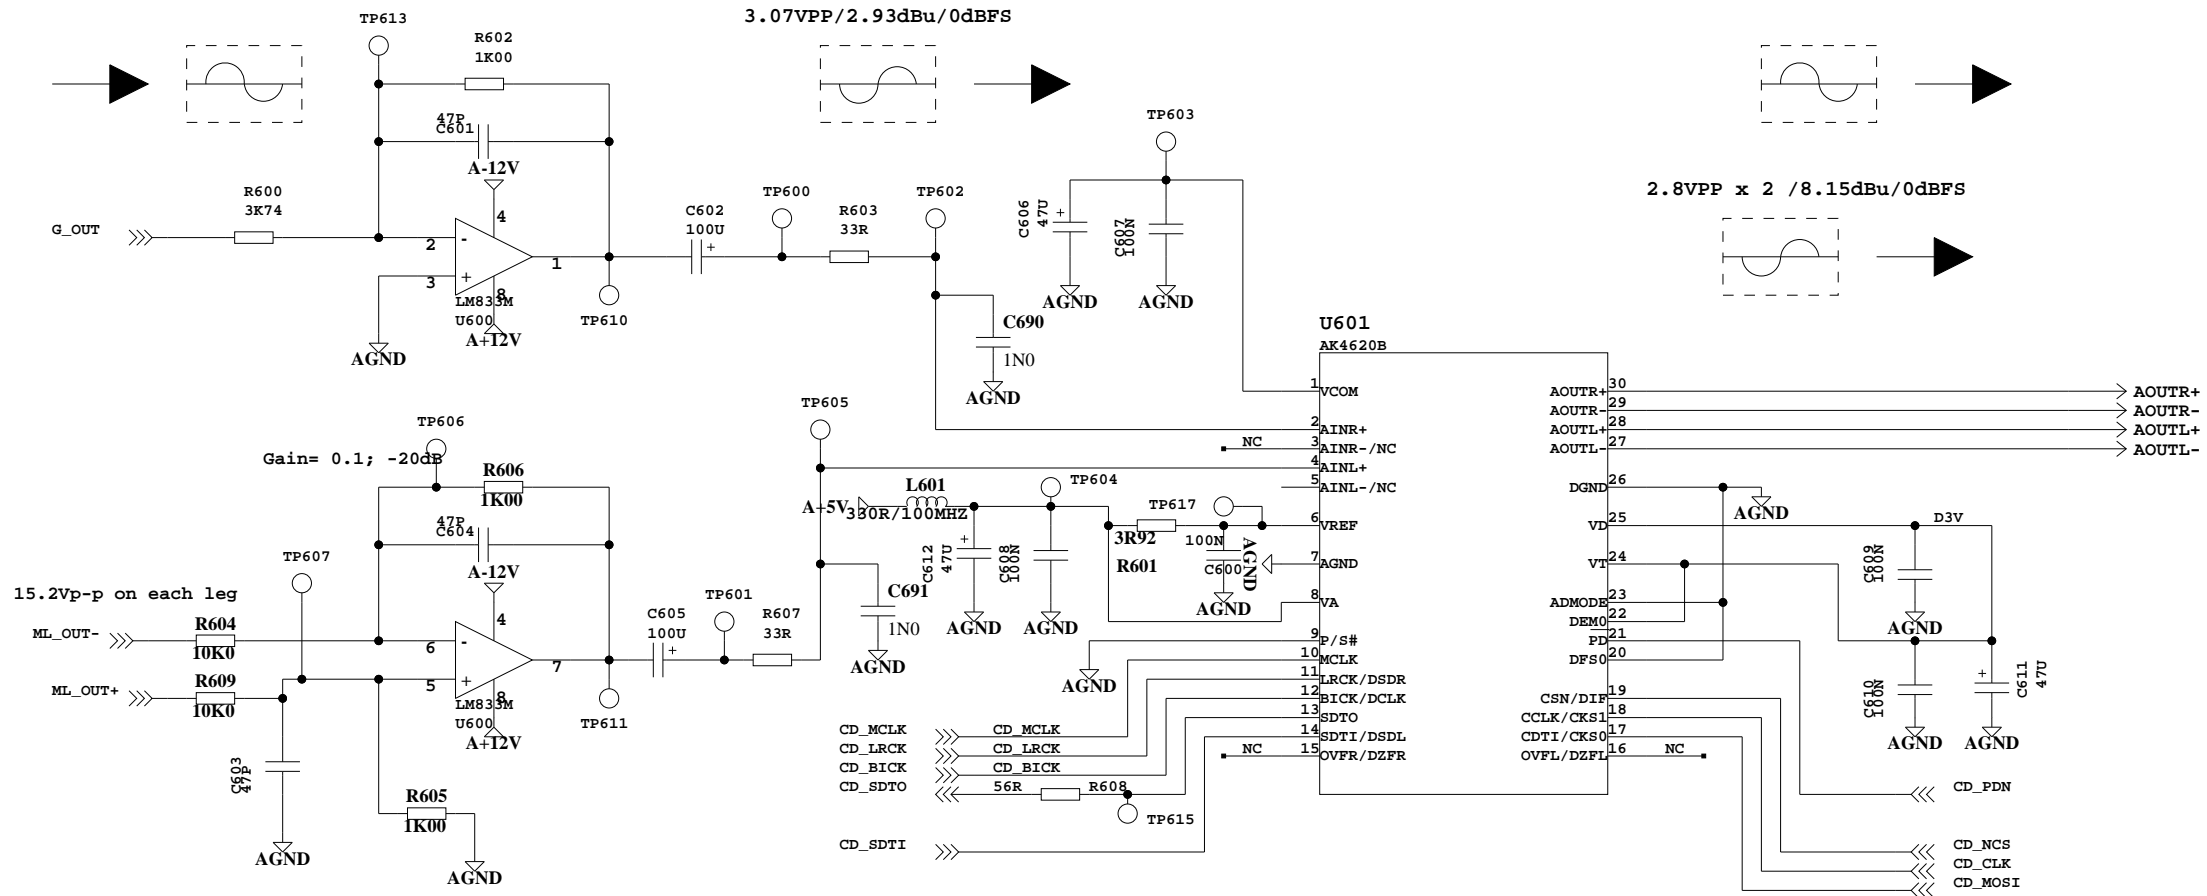 3.07VPP/2.93dBu/0dBFS
TP613
R602
1K00
47P
C601
A-12V
R600
3K74
G_OUT
4
2
-
3
+
1
8
LM833M
U600
A+12V
AGND
TP610
C602
100U
+
TP600
R603
33R
TP602
C690
1N0
AGND
TP603
C606
47U
+
C607
100N
AGND
AGND
2.8VPP x 2 /8.15dBu/0dBFS
TP606
Gain= 0.1; -20dB
R606
1K00
47P
C604
A-12V
TP607
15.2Vp-p on each leg
ML_OUT-
R604
10K0
ML_OUT+
R609
10K0
4
6
-
5
+
7
8
LM833M
U600
A+12V
TP611
C603
47P
AGND
R605
1K00
AGND
C605
100U
+
TP601
R607
33R
TP605
C691
1N0
AGND
A+5V
L601
330R/100MHZ
TP604
C612
47U
+
C608
100N
AGND
AGND
3R92
R601
TP617
100N
C600
AGND
AGND
AGND
U601
AK4620B
1 VCOM
2 AINR+
NC 3 AINR-/NC
4 AINL+
5 AINL-/NC
6 VREF
7 AGND
8 VA
9 P/S#
10 MCLK
11 LRCK/DSDR
12 BICK/DCLK
13 SDTO
14 SDTI/DSDL
NC 15 OVFR/DZFR
AOUTR+ 30 AOUTR+
AOUTR- 29 AOUTR-
AOUTL+ 28 AOUTL+
AOUTL- 27 AOUTL-
DGND 26
AGND
VD 25 D3V
VT 24
ADMODE 23
DEM0 22
PD 21
DFS0 20
CSN/DIF 19
CCLK/CKS1 18
CDTI/CKS0 17
OVFL/DZFL 16 NC
C609
100N
AGND
C610
100N
AGND
+
C611
47U
AGND
CD_MCLK CD_MCLK
CD_LRCK CD_LRCK
CD_BICK CD_BICK
CD_SDTO 56R R608
TP615
CD_SDTI
CD_PDN
CD_NCS
CD_CLK
CD_MOSI